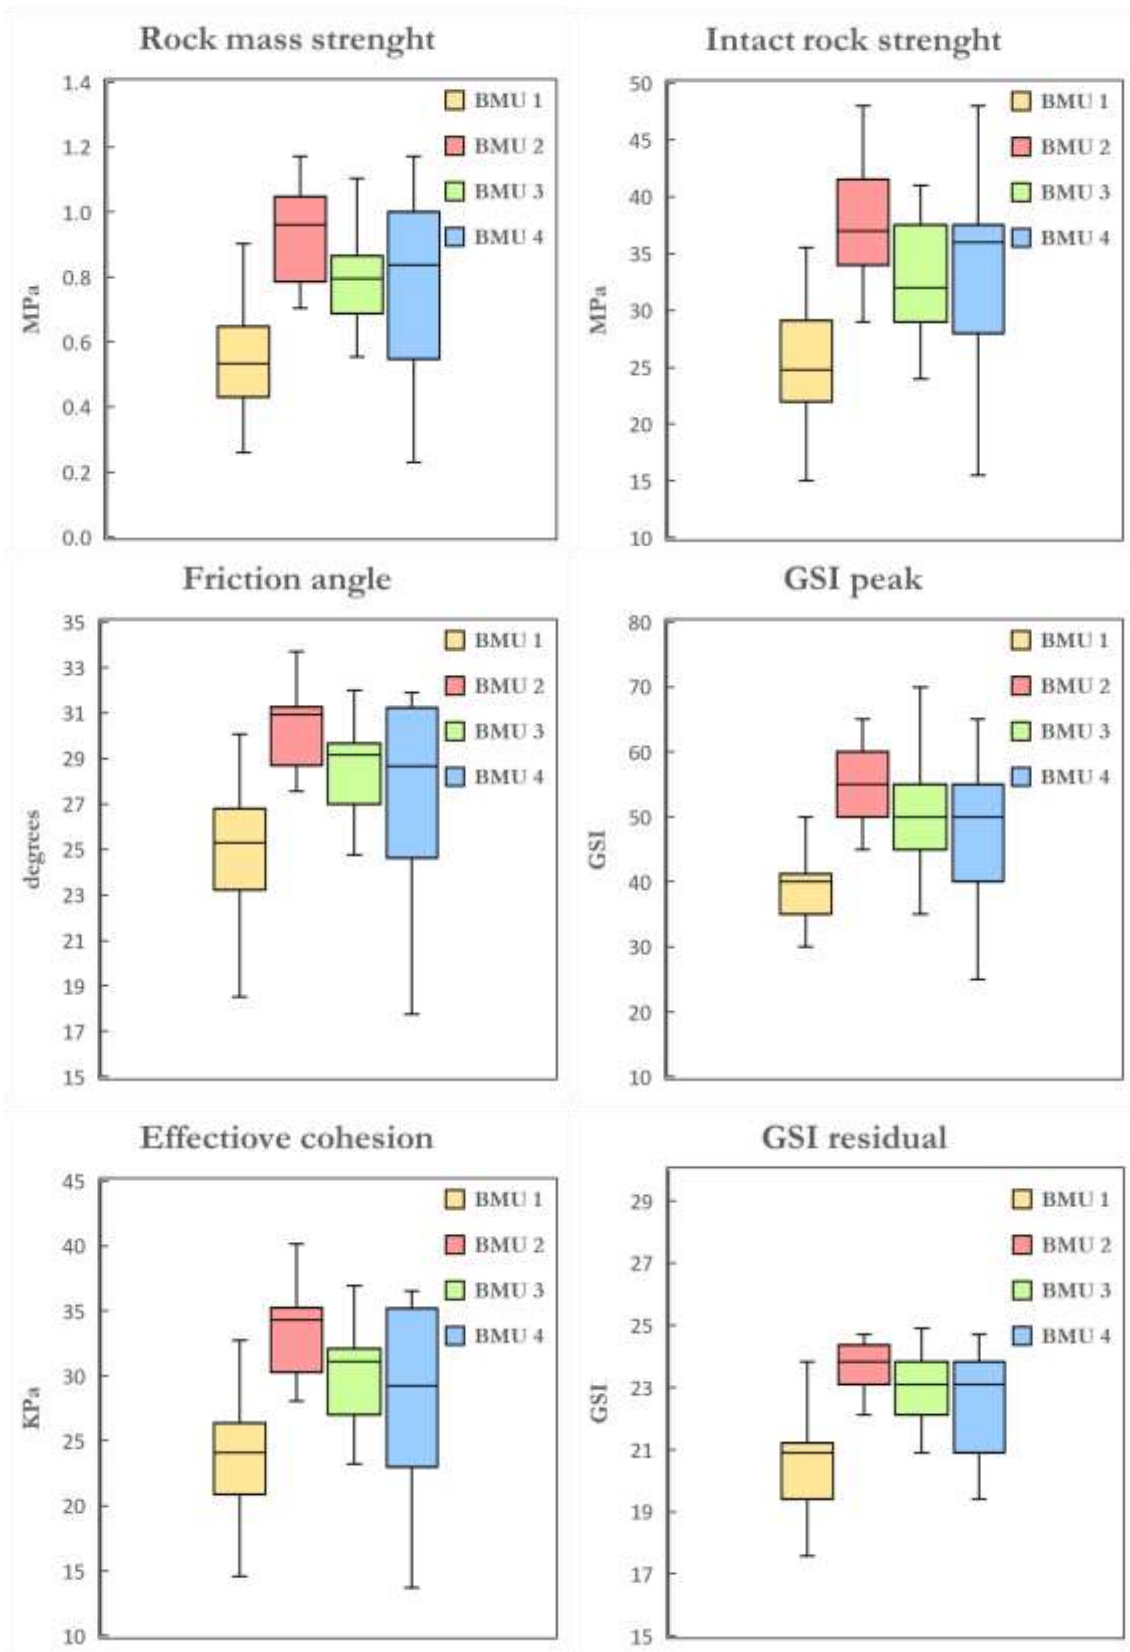 Rock mass strenght
1.4
1.2
1.0
0.8
0.6
0.4
0.2
0.0
MPa
BMU 1
BMU 2
BMU 3
BMU 4
Intact rock strenght
50
45
40
35
30
25
20
15
10
MPa
BMU 1
BMU 2
BMU 3
BMU 4
Friction angle
35
33
31
29
27
25
23
21
19
17
15
degrees
BMU 1
BMU 2
BMU 3
BMU 4
GSI peak
80
70
60
50
40
30
20
10
GSI
BMU 1
BMU 2
BMU 3
BMU 4
Effectiove cohesion
45
40
35
30
25
20
15
10
KPa
BMU 1
BMU 2
BMU 3
BMU 4
GSI residual
29
27
25
23
21
19
17
15
GSI
BMU 1
BMU 2
BMU 3
BMU 4